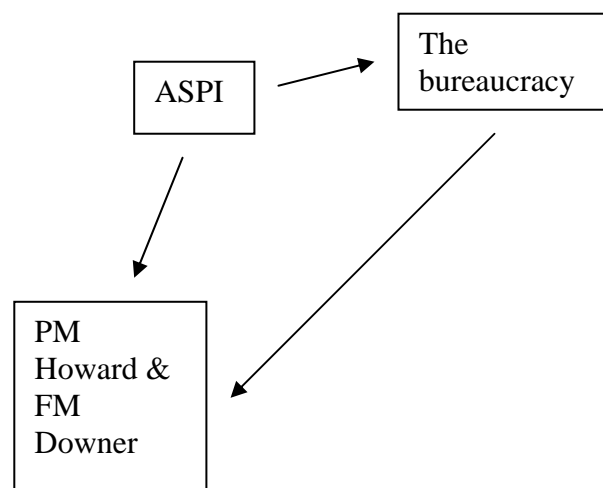 The
bureaucracy
ASPI
PM
Howard &
FM
Downer